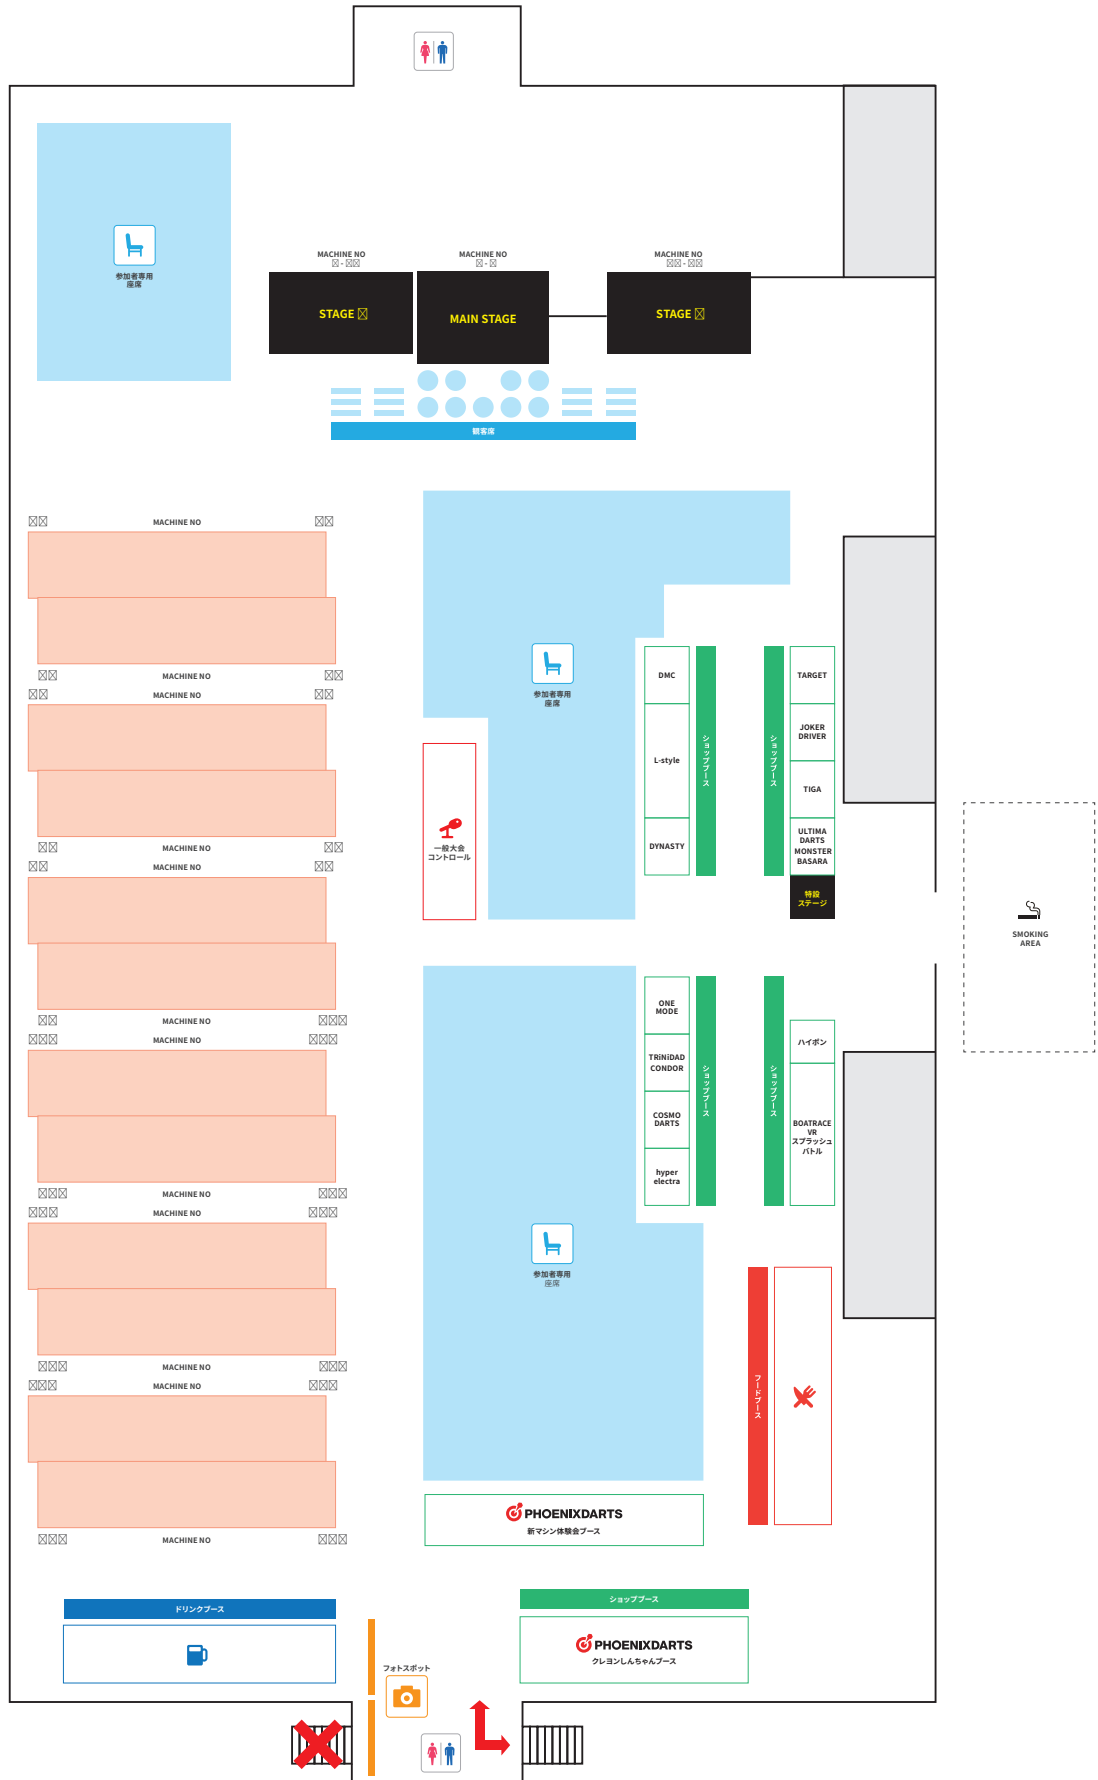 MACHINE NO
MACHINE NO
MACHINE NO
STAGE
MAIN STAGE
STAGE
参加者専用
座席
観客席
MACHINE NO
MACHINE NO
MACHINE NO
MACHINE NO
MACHINE NO
MACHINE NO
MACHINE NO
MACHINE NO
MACHINE NO
MACHINE NO
MACHINE NO
MACHINE NO
参加者専用
座席
一般大会
コントロール
DMC
L-style
DYNASTY
ショップブース
ショップブース
TARGET
JOKER
DRIVER
TIGA
ULTIMA
DARTS
MONSTER
BASARA
特設
ステージ
SMOKING
AREA
ONE
MODE
TRiNiDAD
CONDOR
COSMO
DARTS
hyper
electra
ショップブース
ショップブース
ハイボン
BOATRACE
VR
スプラッシュ
バトル
参加者専用
座席
フードブース
PHOENIXDARTS
新マシン体験会ブース
ドリンクブース
ショップブース
PHOENIXDARTS
クレヨンしんちゃんブース
フォトスポット